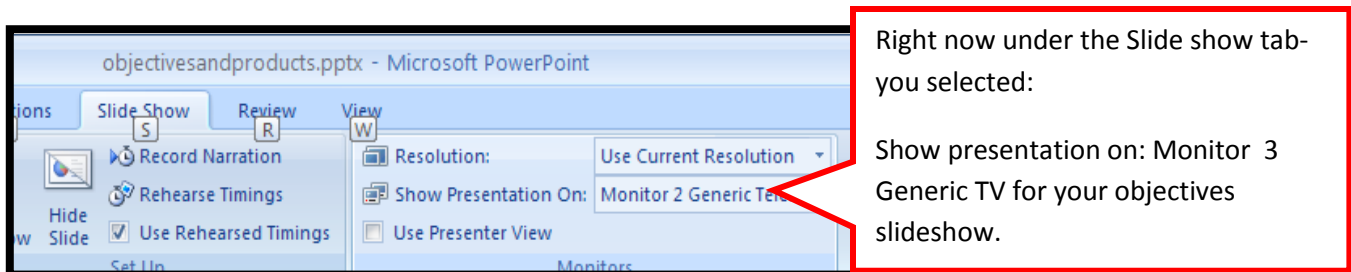 objectivesandproducts.pptx - Microsoft PowerPoint
Slide Show Review View
S R W
Record Narration
Rehearse Timings
Hide
Slide
Use Rehearsed Timings
Set Up
Resolution: Use Current Resolution
Show Presentation On: Monitor 2 Generic
Use Presenter View
Monitors
Right now under the Slide show tab-
you selected:
Show presentation on: Monitor 3
Generic TV for your objectives
slideshow.